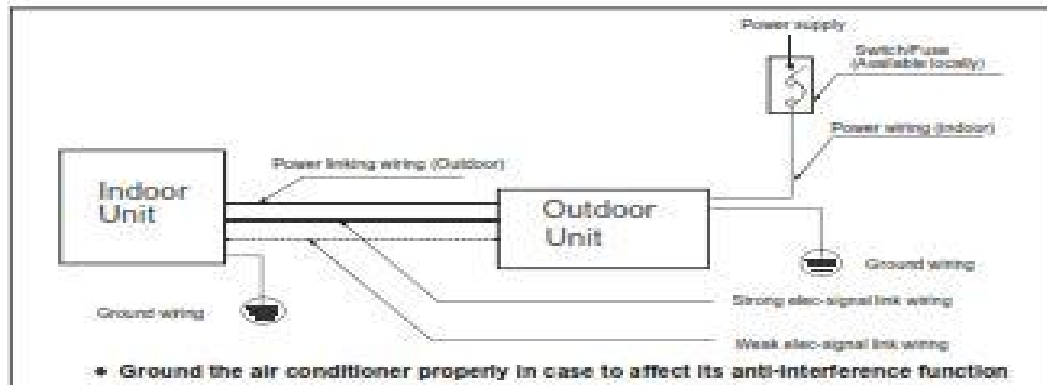 Power supply
Switch/Fuse
(Available locally)
Power wiring (Indoor)
Power linking wiring (Outdoor)
Indoor
Unit
Outdoor
Unit
Ground wiring
Ground wiring
Strong elec-signal link wiring
Weak elec-signal link wiring
Ground the air conditioner properly in case to affect its anti-interference function